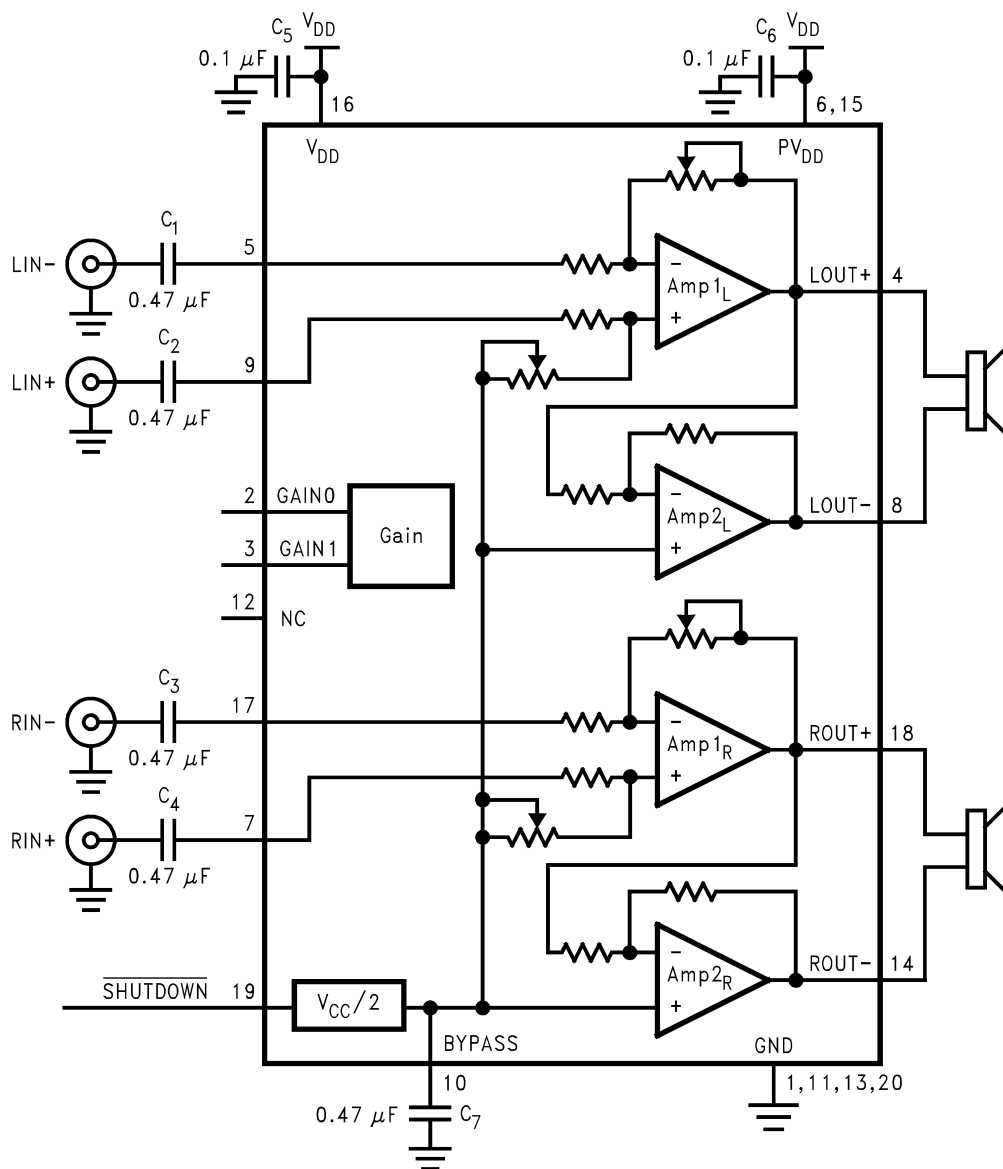 C5 VDD
0.1 μF
16
C6 VDD
0.1 μF
6,15
VDD
PVDD
LIN-
C1
0.47 μF
5
-
Amp1L
+
LOUT+ 4
LIN+
C2
0.47 μF
9
2 GAIN0
3 GAIN1
Gain
12 NC
-
Amp2L
+
LOUT- 8
RIN-
C3
0.47 μF
17
-
Amp1R
+
ROUT+ 18
RIN+
C4
0.47 μF
7
-
Amp2R
+
ROUT- 14
SHUTDOWN 19
VCC/2
BYPASS
10
0.47 μF C7
GND
1,11,13,20